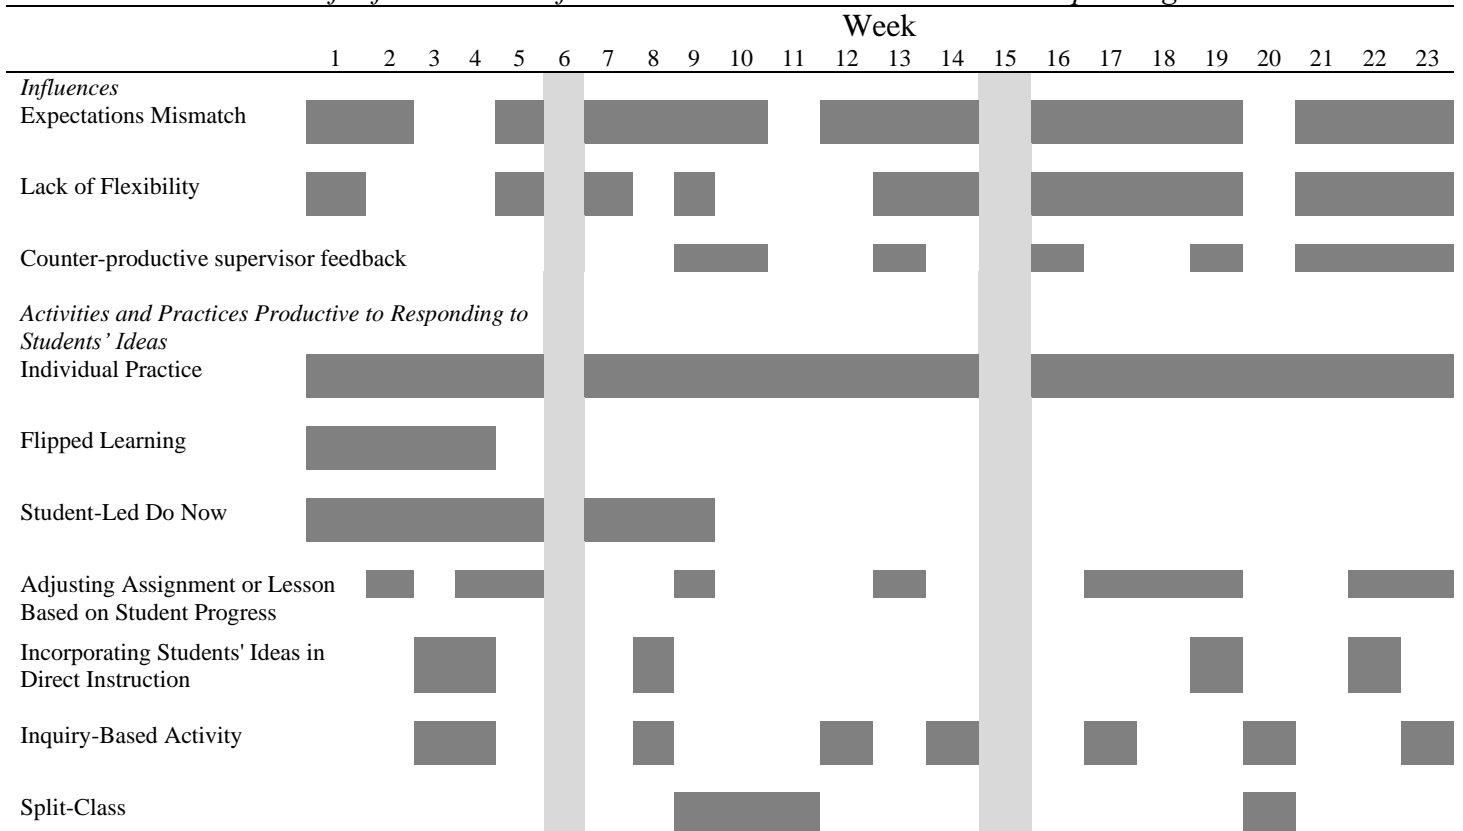 Week
1 2 3 4 5 6 7 8 9 10 11 12 13 14 15 16 17 18 19 20 21 22 23
Influences
Expectations Mismatch
Lack of Flexibility
Counter-productive supervisor feedback
Activities and Practices Productive to Responding to
Students’ Ideas
Individual Practice
Flipped Learning
Student-Led Do Now
Adjusting Assignment or Lesson
Based on Student Progress
Incorporating Students' Ideas in
Direct Instruction
Inquiry-Based Activity
Split-Class